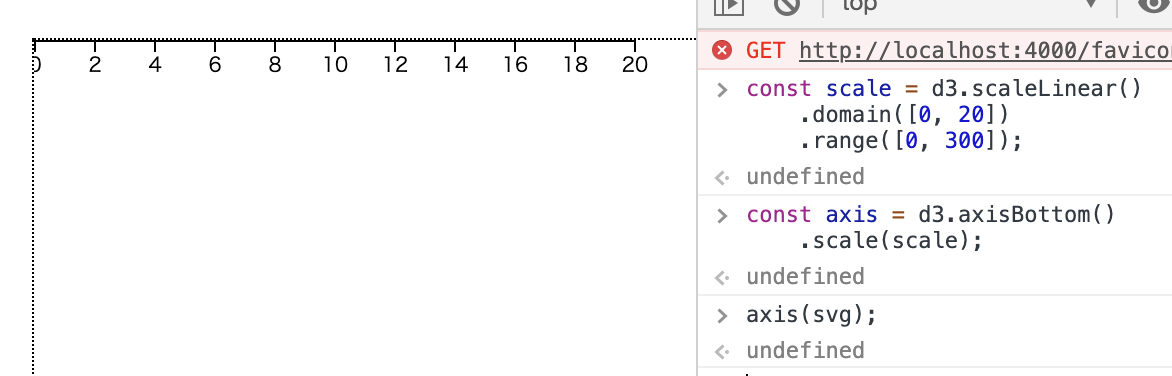 0 2 4 6 8 10 12 14 16 18 20
top
GET http://localhost:4000/favico
const scale = d3.scaleLinear()
.domain([0, 20])
.range([0, 300]);
undefined
const axis = d3.axisBottom()
.scale(scale);
undefined
axis(svg);
undefined